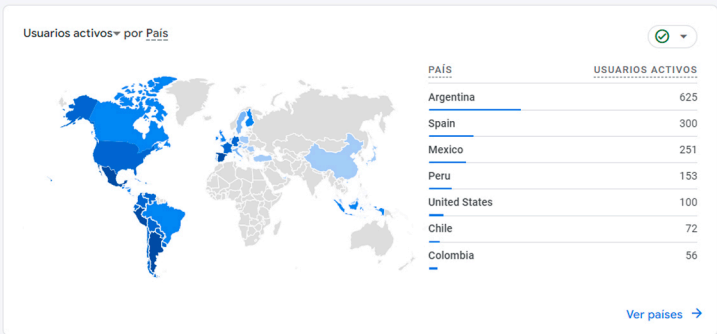 Usuarios activos por País
PAÍS USUARIOS ACTIVOS
Argentina 625
Spain 300
Mexico 251
Peru 153
United States 100
Chile 72
Colombia 56
Ver países